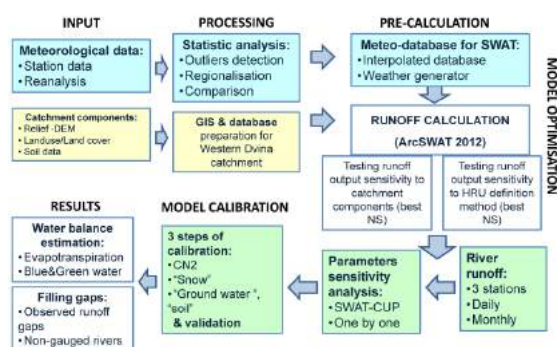 INPUT
PROCESSING
PRE-CALCULATION
Meteorological data:
• Station data
• Reanalysis
Statistic analysis:
• Outliers detection
• Regionalisation
• Comparison
Meteo-database for SWAT:
• Interpolated database
• Weather generator
MODEL OPTIMISATION
Catchment components:
• Relief -DEM
• Landuse/Land cover
• Soil data
GIS & database
preparation for
Western Dvina
catchment
RUNOFF CALCULATION
(ArcSWAT 2012)
Testing runoff
output sensitivity to
catchment
components (best
NS)
Testing runoff
output sensitivity
to HRU definition
method (best
NS)
RESULTS
MODEL CALIBRATION
Water balance
estimation:
• Evapotranspiration
• Blue&Green water
Filling gaps:
• Observed runoff
gaps
• Non-gauged rivers
3 steps of
calibration:
• CN2
• "Snow"
• "Ground water ",
"soil"
& validation
Parameters
sensitivity
analysis:
• SWAT-CUP
• One by one
River
runoff:
• 3 stations
• Daily
• Monthly